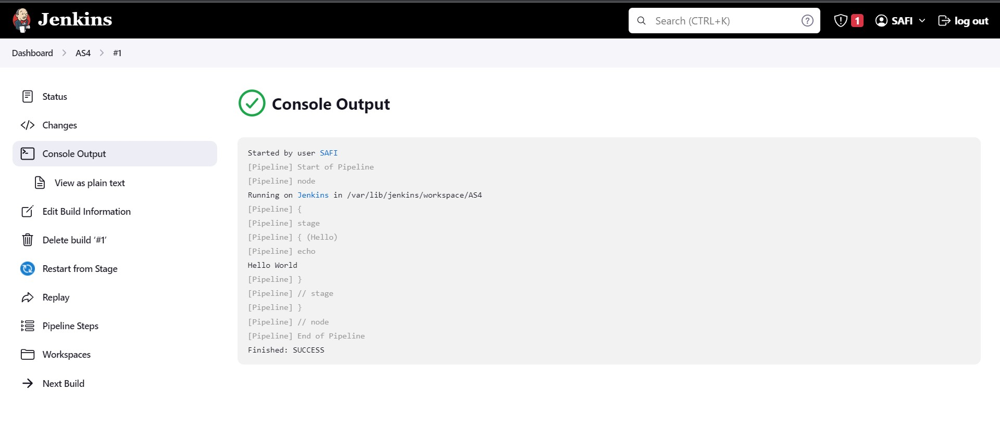 Jenkins
Search (CTRL+K)
1
SAFI
log out
Dashboard
AS4
#1
Status
Changes
Console Output
View as plain text
Edit Build Information
Delete build ‘#1’
Restart from Stage
Replay
Pipeline Steps
Workspaces
Next Build
Console Output
Started by user SAFI
[Pipeline] Start of Pipeline
[Pipeline] node
Running on Jenkins in /var/lib/jenkins/workspace/AS4
[Pipeline] {
[Pipeline] stage
[Pipeline] { (Hello)
[Pipeline] echo
Hello World
[Pipeline] }
[Pipeline] // stage
[Pipeline] }
[Pipeline] // node
[Pipeline] End of Pipeline
Finished: SUCCESS